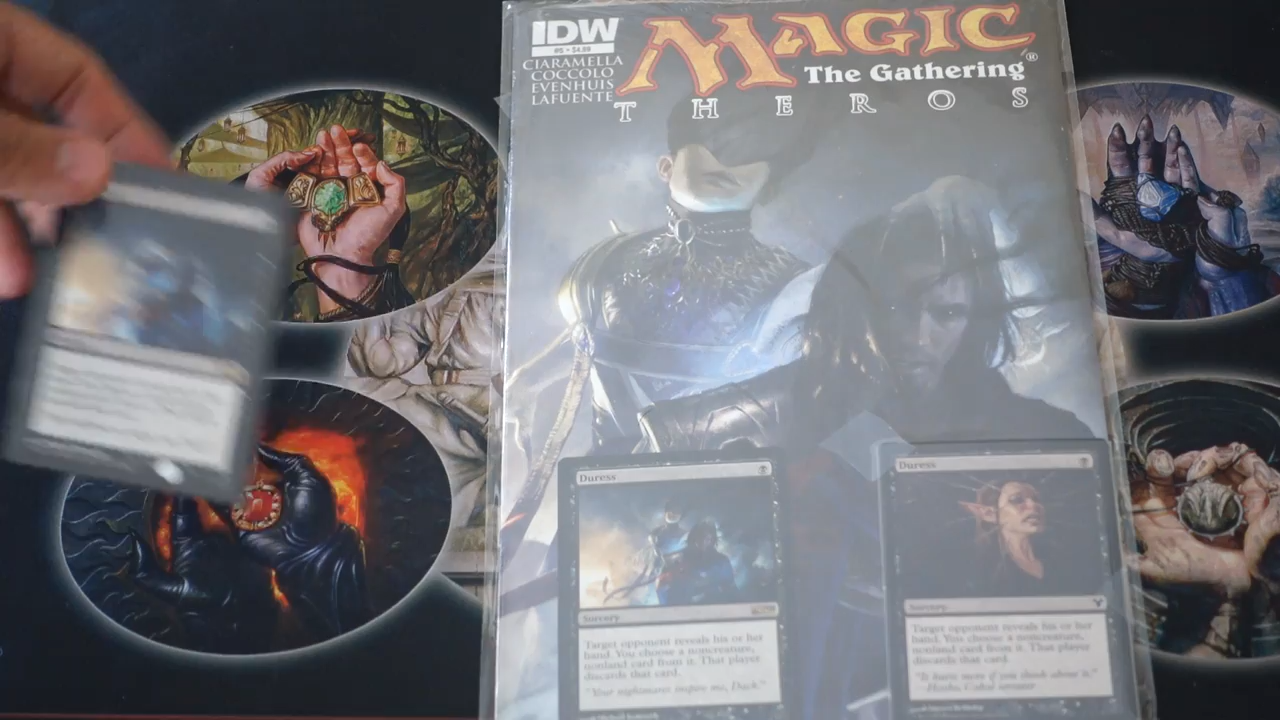 IDW
#5 • $4.99
CIARAMELLA
COCCOLO
EVENHUIS
LAFUENTE
MAGIC
The Gathering®
THEROS
Duress
Sorcery
Target opponent reveals his or her
hand. You choose a noncreature,
nonland card from it. That player
discards that card.
"Your nightmares inspire me, Dack."
Duress
Sorcery
Target opponent reveals his or her
hand. You choose a noncreature,
nonland card from it. That player
discards that card.
"It hurts more if you think about it."